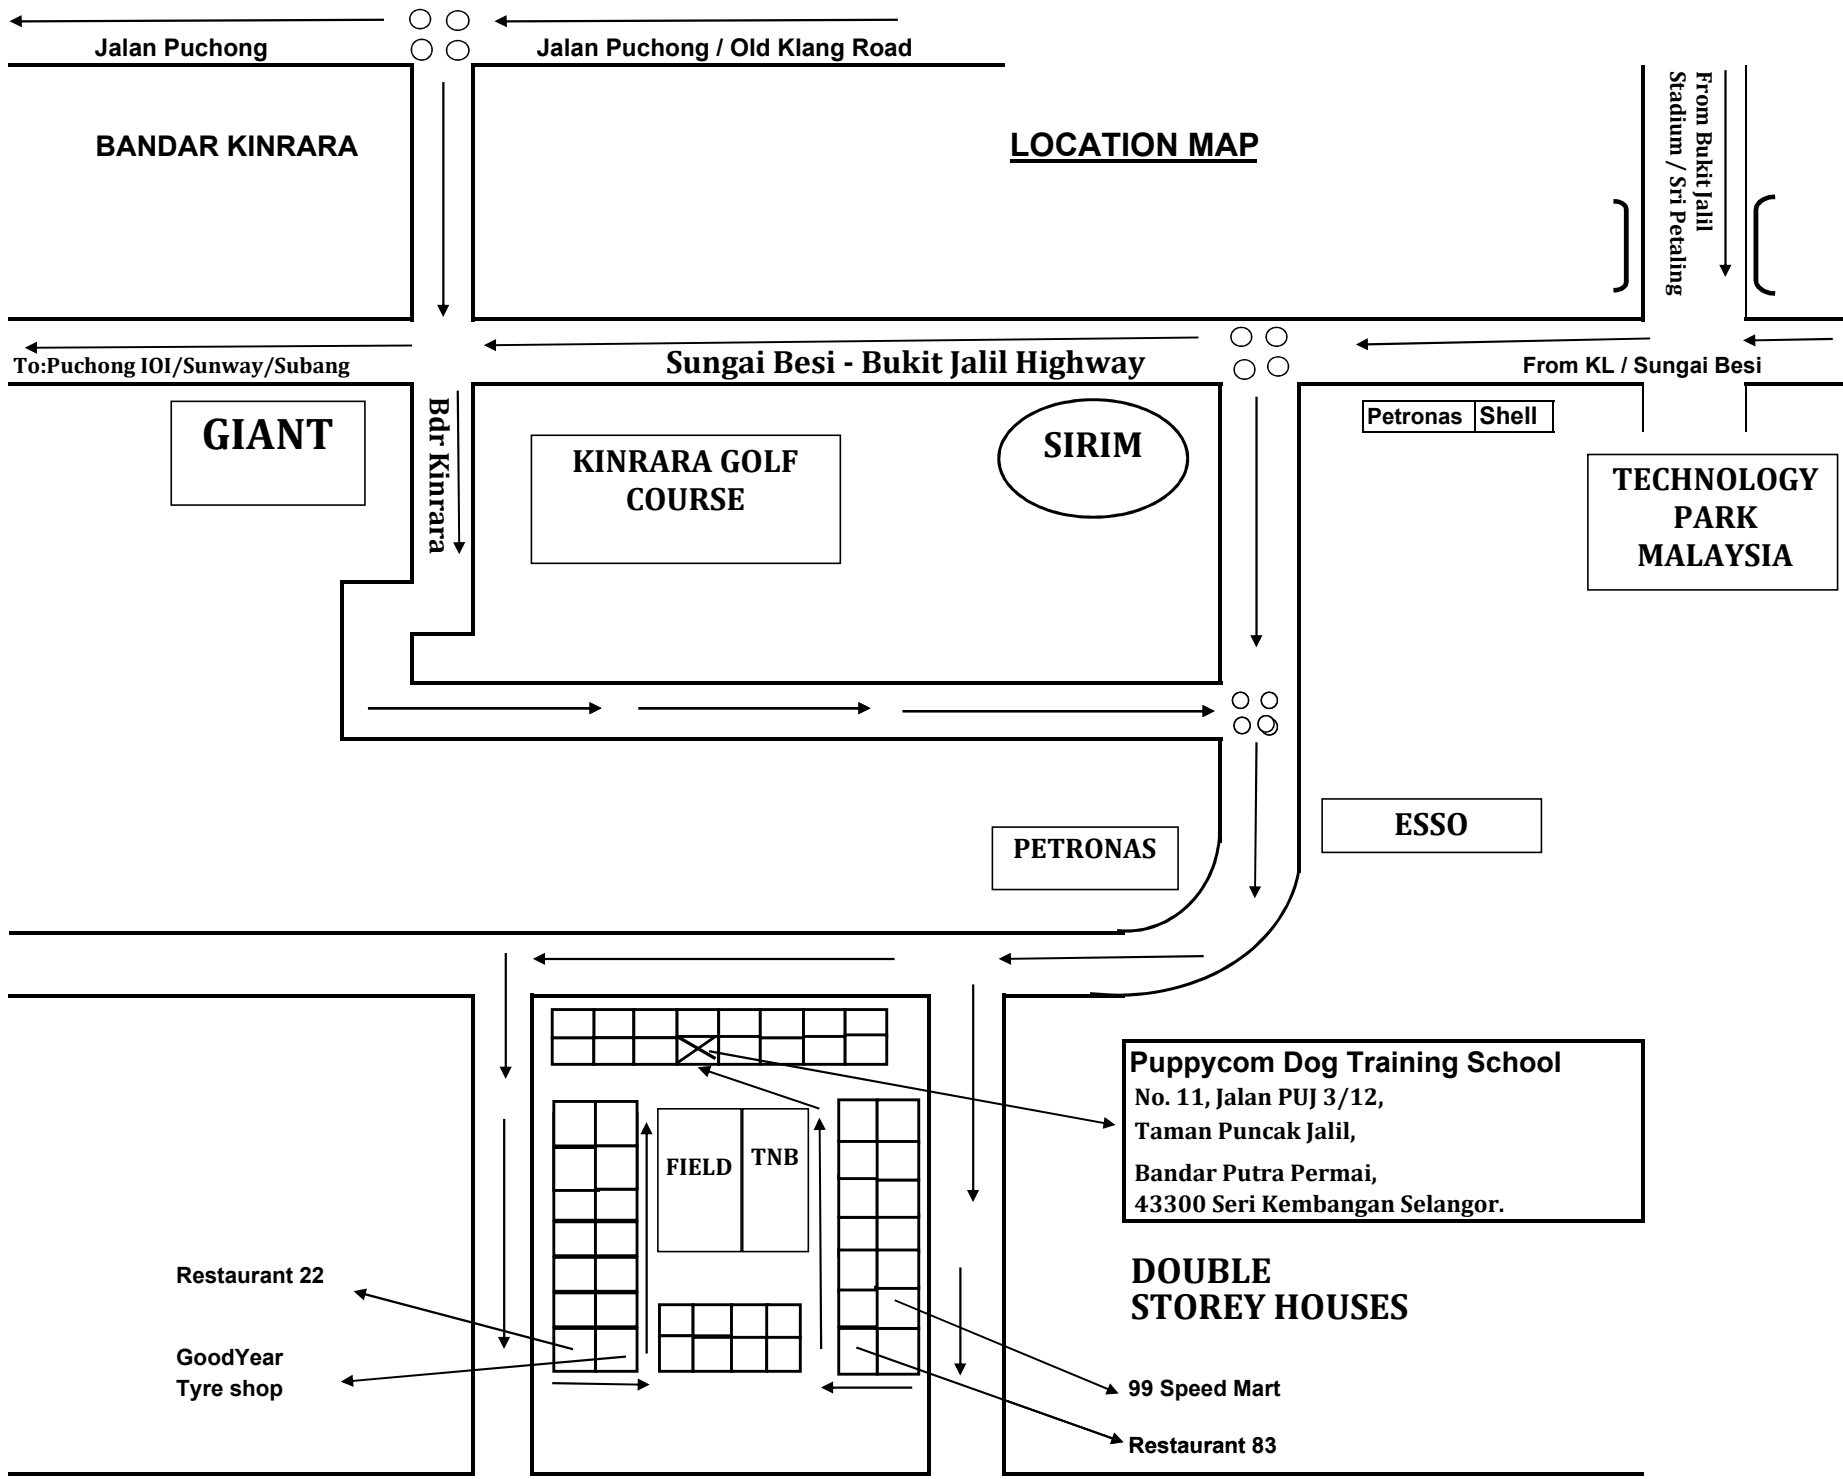 Jalan Puchong
Jalan Puchong / Old Klang Road
BANDAR KINRARA
LOCATION MAP
From Bukit Jalil
Stadium / Sri Petaling
To:Puchong IOI/Sunway/Subang
Sungai Besi - Bukit Jalil Highway
From KL / Sungai Besi
GIANT
Bdr Kinrara
KINRARA GOLF
COURSE
SIRIM
Petronas
Shell
TECHNOLOGY
PARK
MALAYSIA
PETRONAS
ESSO
Puppycom Dog Training School
No. 11, Jalan PUJ 3/12,
Taman Puncak Jalil,
Bandar Putra Permai,
43300 Seri Kembangan Selangor.
FIELD
TNB
DOUBLE
STOREY HOUSES
Restaurant 22
GoodYear
Tyre shop
99 Speed Mart
Restaurant 83